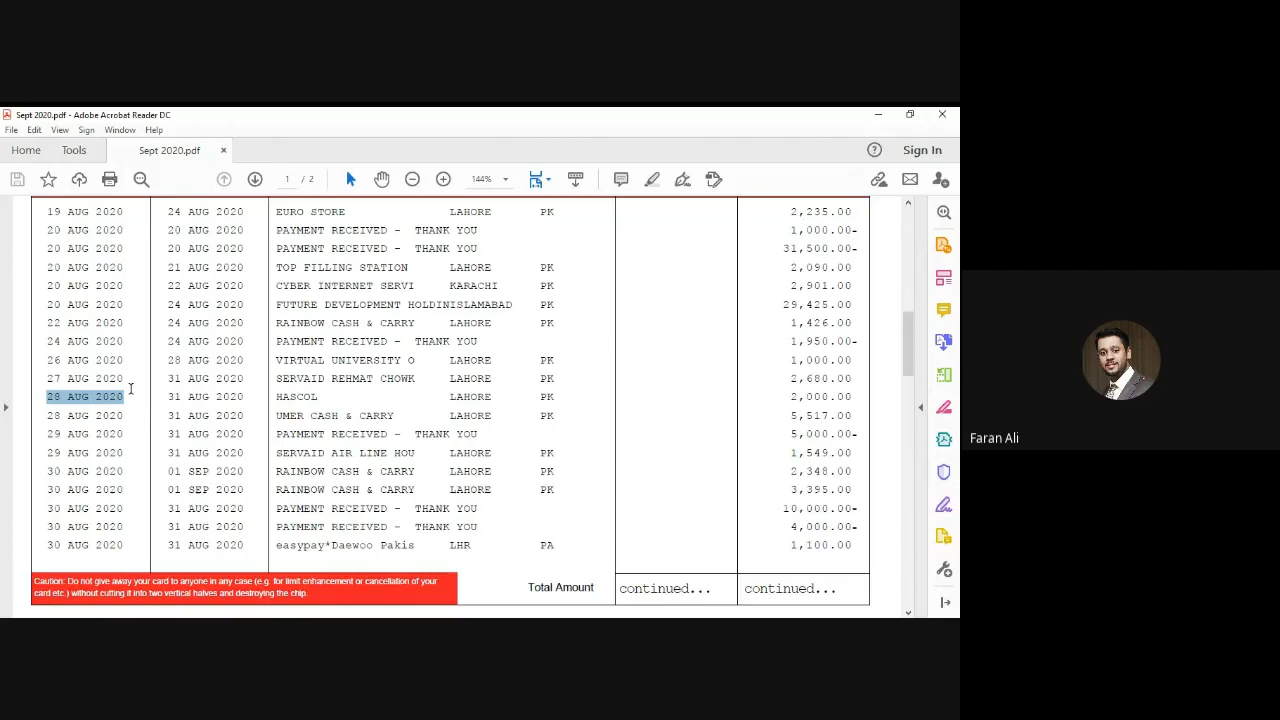 Sept 2020.pdf - Adobe Acrobat Reader DC
File Edit View Sign Window Help
Home Tools Sept 2020.pdf × Sign In
1 / 2 144%
19 AUG 2020 24 AUG 2020 EURO STORE LAHORE PK 2,235.00
20 AUG 2020 20 AUG 2020 PAYMENT RECEIVED - THANK YOU 1,000.00-
20 AUG 2020 20 AUG 2020 PAYMENT RECEIVED - THANK YOU 31,500.00-
20 AUG 2020 21 AUG 2020 TOP FILLING STATION LAHORE PK 2,090.00
20 AUG 2020 22 AUG 2020 CYBER INTERNET SERVI KARACHI PK 2,901.00
20 AUG 2020 24 AUG 2020 FUTURE DEVELOPMENT HOLDINISLAMABAD PK 29,425.00
22 AUG 2020 24 AUG 2020 RAINBOW CASH & CARRY LAHORE PK 1,426.00
24 AUG 2020 24 AUG 2020 PAYMENT RECEIVED - THANK YOU 1,950.00-
26 AUG 2020 28 AUG 2020 VIRTUAL UNIVERSITY O LAHORE PK 1,000.00
27 AUG 2020 31 AUG 2020 SERVAID REHMAT CHOWK LAHORE PK 2,680.00
28 AUG 2020 31 AUG 2020 HASCOL LAHORE PK 2,000.00
28 AUG 2020 31 AUG 2020 UMER CASH & CARRY LAHORE PK 5,517.00
29 AUG 2020 31 AUG 2020 PAYMENT RECEIVED - THANK YOU 5,000.00-
29 AUG 2020 31 AUG 2020 SERVAID AIR LINE HOU LAHORE PK 1,549.00
30 AUG 2020 01 SEP 2020 RAINBOW CASH & CARRY LAHORE PK 2,348.00
30 AUG 2020 01 SEP 2020 RAINBOW CASH & CARRY LAHORE PK 3,395.00
30 AUG 2020 31 AUG 2020 PAYMENT RECEIVED - THANK YOU 10,000.00-
30 AUG 2020 31 AUG 2020 PAYMENT RECEIVED - THANK YOU 4,000.00-
30 AUG 2020 31 AUG 2020 easypay*Daewoo Pakis LHR PA 1,100.00
Caution: Do not give away your card to anyone in any case (e.g. for limit enhancement or cancellation of your
card etc.) without cutting it into two vertical halves and destroying the chip.
Total Amount continued... continued...
Faran Ali